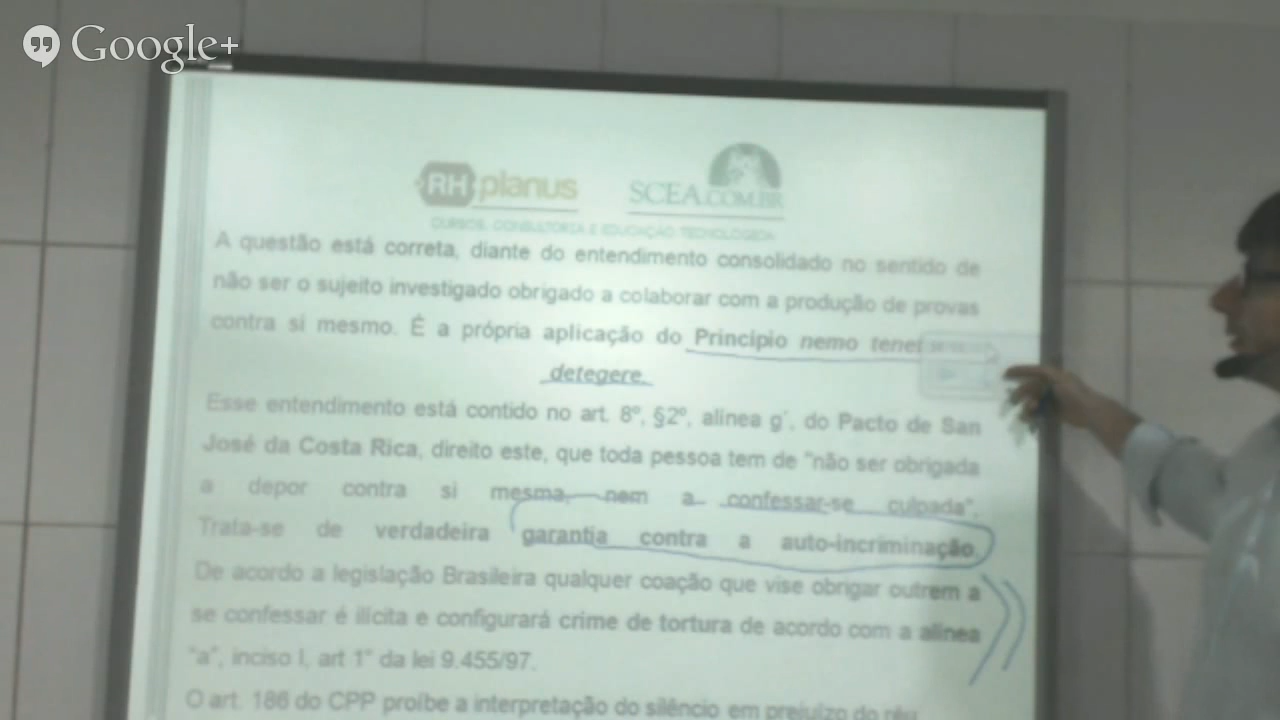 Google+
RH planus
SCEA.COM.BR
CURSOS, CONSULTORIA E EDUCAÇÃO TECNOLÓGICA
A questão está correta, diante do entendimento consolidado no sentido de
não ser o sujeito investigado obrigado a colaborar com a produção de provas
contra si mesmo. É a própria aplicação do Princípio nemo
detegere.
Esse entendimento está contido no art. 8º, §2º, alínea g´, do Pacto de San
José da Costa Rica, direito este, que toda pessoa tem de "não ser obrigada
a depor contra si mesma, nem a confessar-se culpada".
Trata-se de verdadeira garantia contra a auto-incriminação.
De acordo a legislação Brasileira qualquer coação que vise obrigar outrem a
se confessar é ilícita e configurará crime de tortura de acordo com a alínea
"a", inciso I, art 1° da lei 9.455/97.
O art. 186 do CPP proíbe a interpretação do silêncio em prejuízo do réu